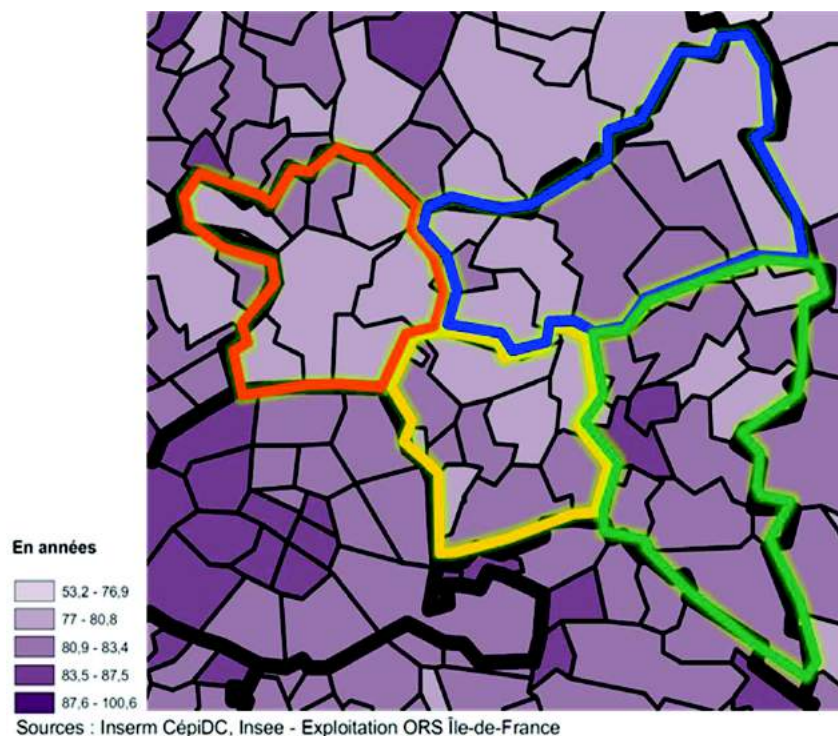 En années
53,2 - 76,9
77 - 80,8
80,9 - 83,4
83,5 - 87,5
87,6 - 100,6
Sources : Inserm CépiDC, Insee - Exploitation ORS Île-de-France